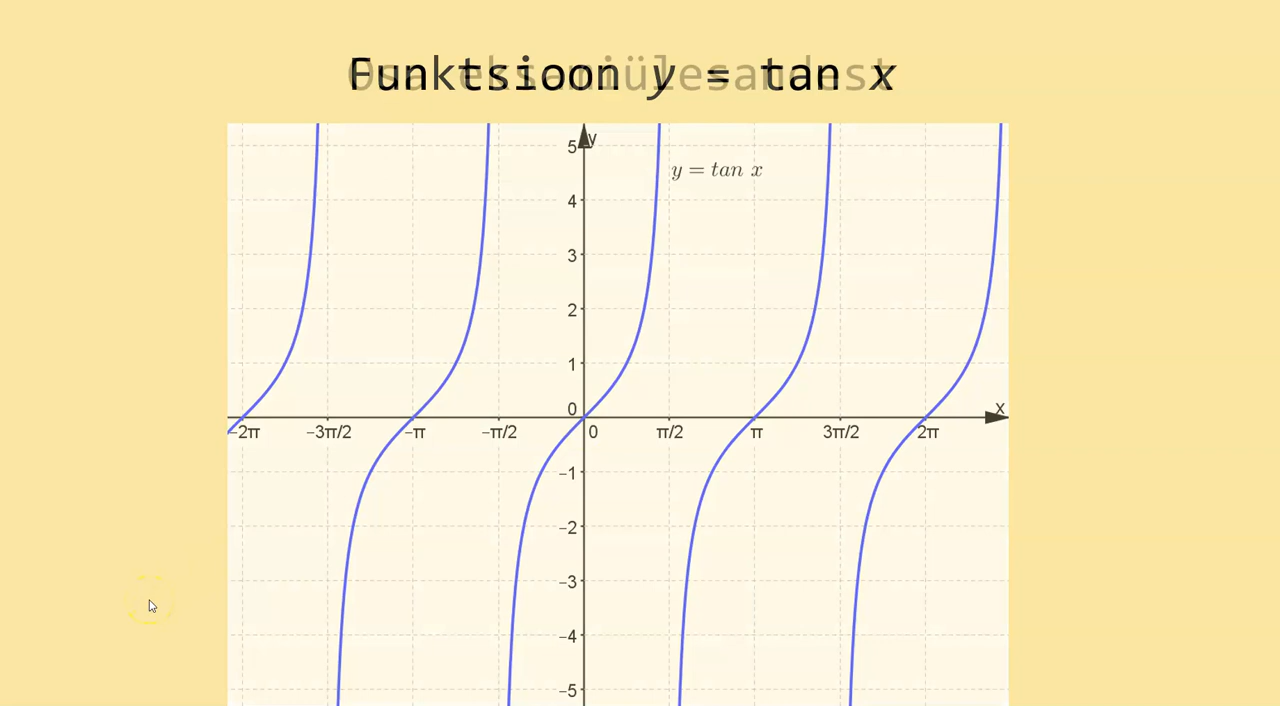 Funktsioon y = tan x
y
5
y = tan x
4
3
2
1
0
x
−2π −3π/2 −π −π/2 0 π/2 π 3π/2 2π
−1
−2
−3
−4
−5